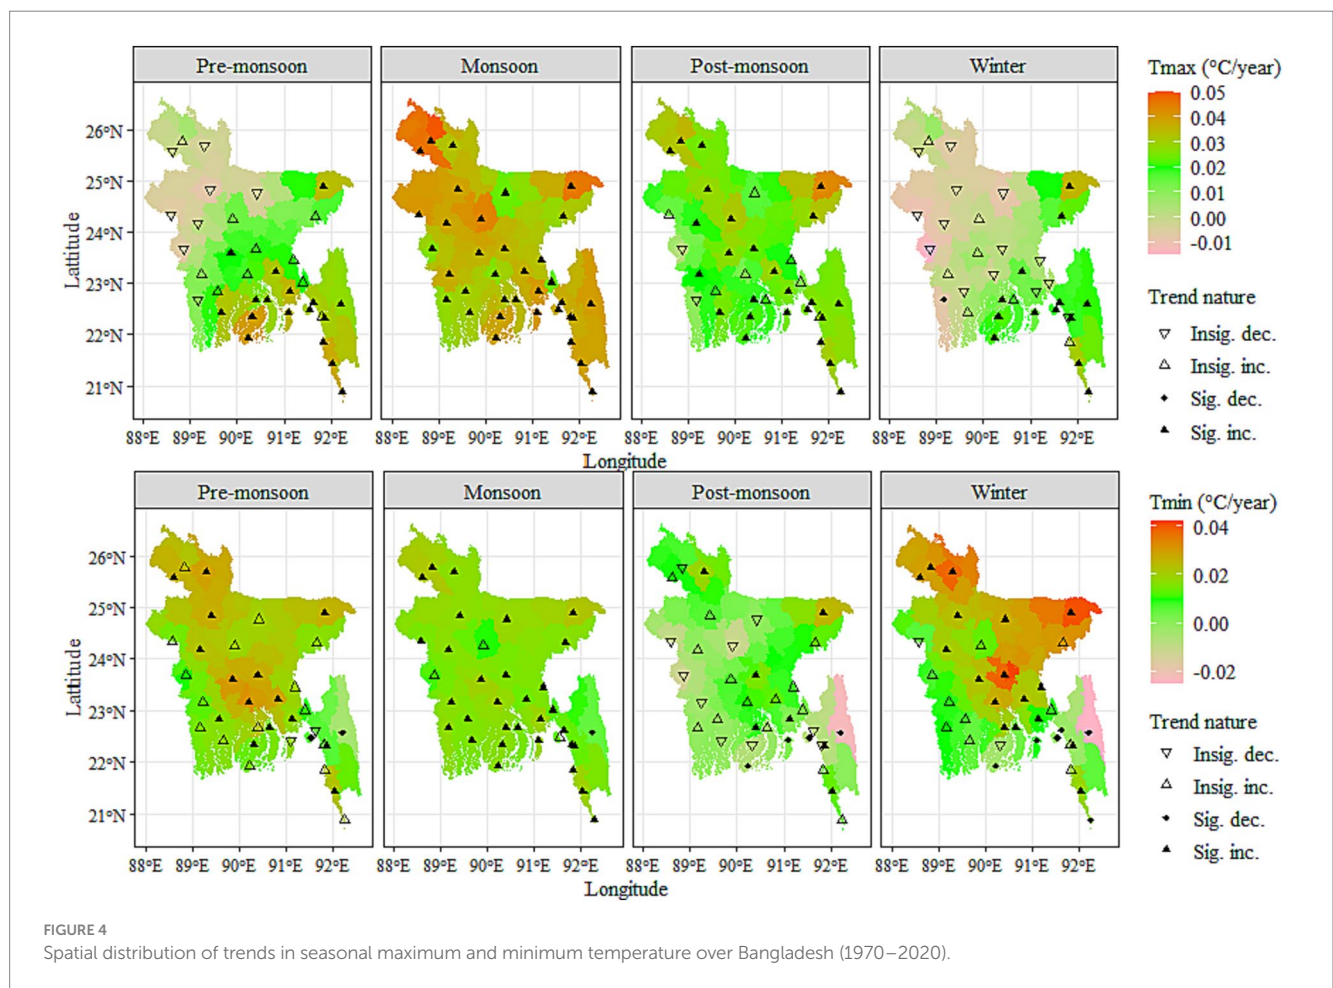 Pre-monsoon Monsoon Post-monsoon Winter
Tmax (°C/year)
0.05
0.04
0.02
0.01
0.00
-0.01
Trend nature
Insig. dec.
Insig. inc.
Sig. dec.
Sig. inc.
26°N
25°N
24°N
23°N
22°N
21°N
Lattitude
88°E 89°E 90°E 91°E 92°E 88°E 89°E 90°E 91°E 92°E 88°E 89°E 90°E 91°E 92°E 88°E 89°E 90°E 91°E 92°E
Longitude
Pre-monsoon Monsoon Post-monsoon Winter
Tmin (°C/year)
0.04
0.02
0.00
-0.02
Trend nature
Insig. dec.
Insig. inc.
Sig. dec.
Sig. inc.
26°N
25°N
24°N
23°N
22°N
21°N
Lattitude
88°E 89°E 90°E 91°E 92°E 88°E 89°E 90°E 91°E 92°E 88°E 89°E 90°E 91°E 92°E 88°E 89°E 90°E 91°E 92°E
Longitude
FIGURE 4
Spatial distribution of trends in seasonal maximum and minimum temperature over Bangladesh (1970–2020).